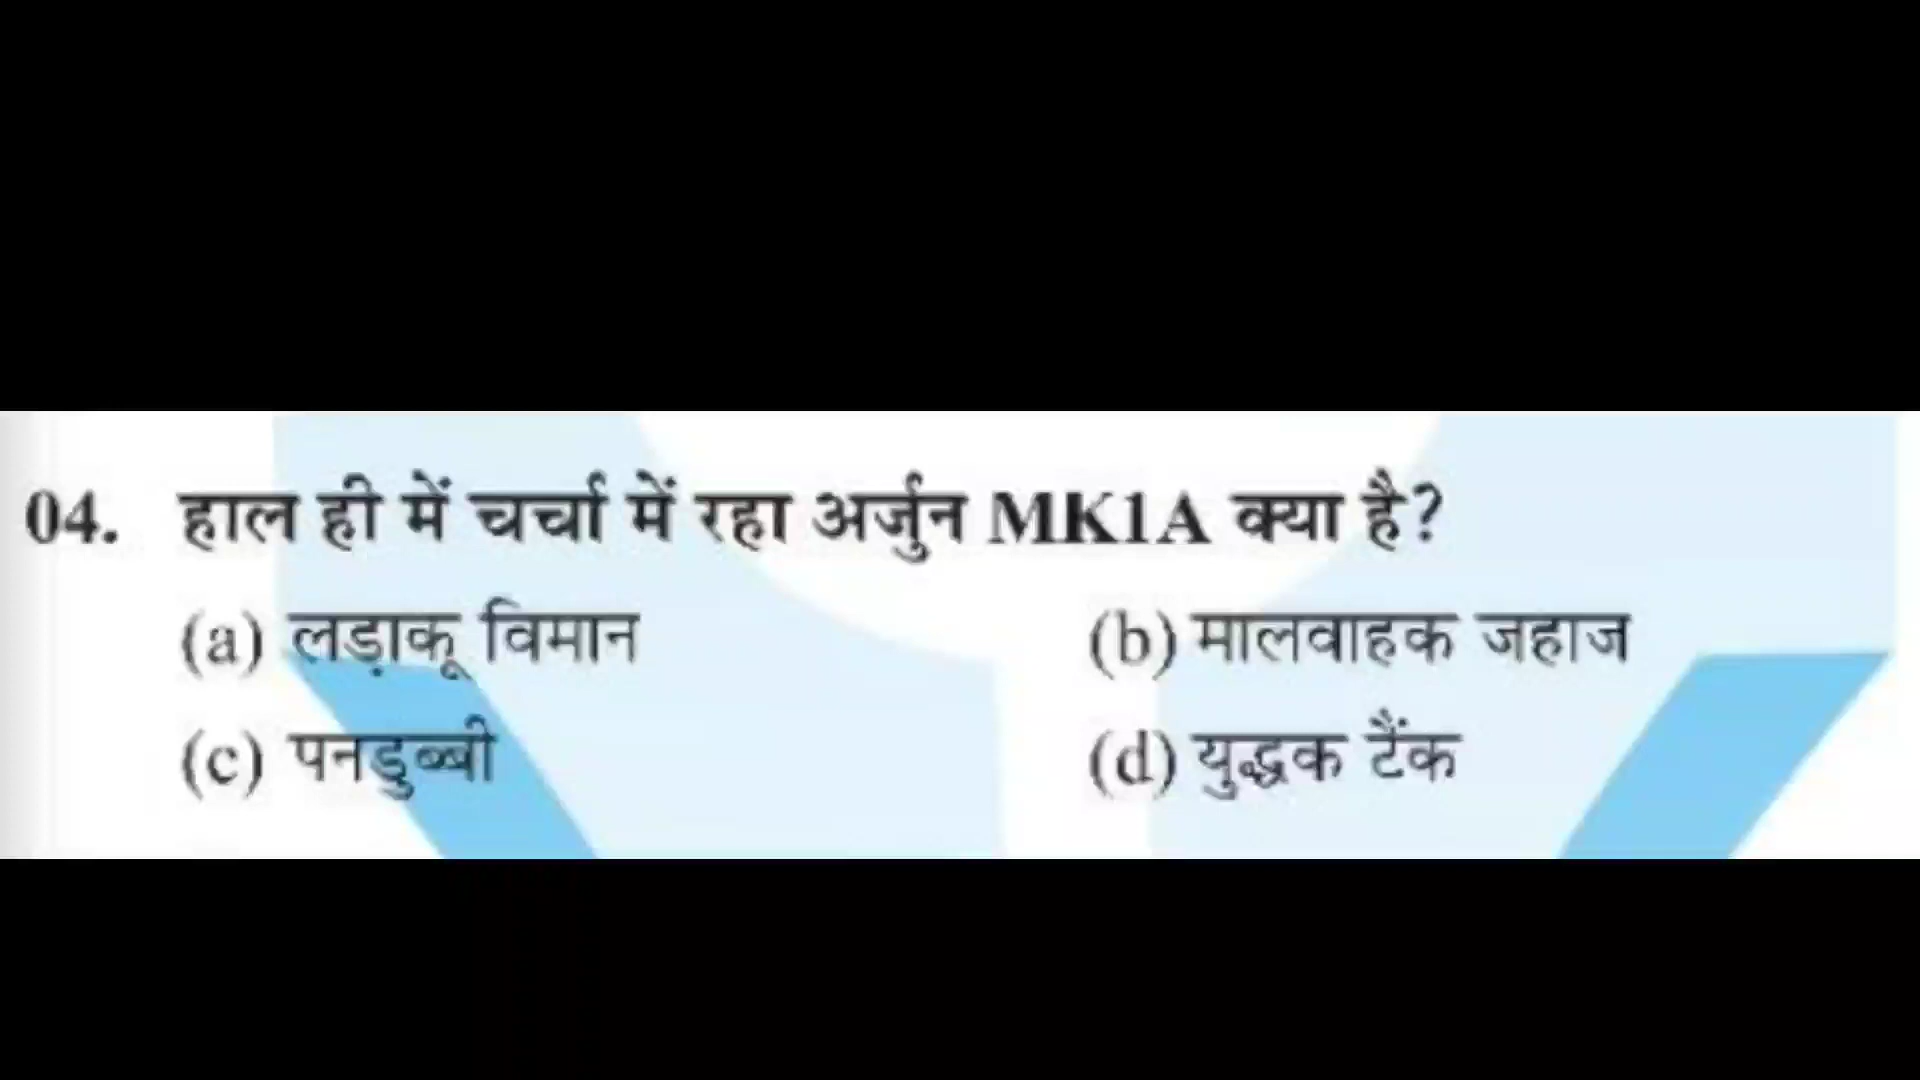 04. हाल ही में चर्चा में रहा अर्जुन MK1A क्या है?
(a) लड़ाकू विमान (b) मालवाहक जहाज
(c) पनडुब्बी (d) युद्धक टैंक